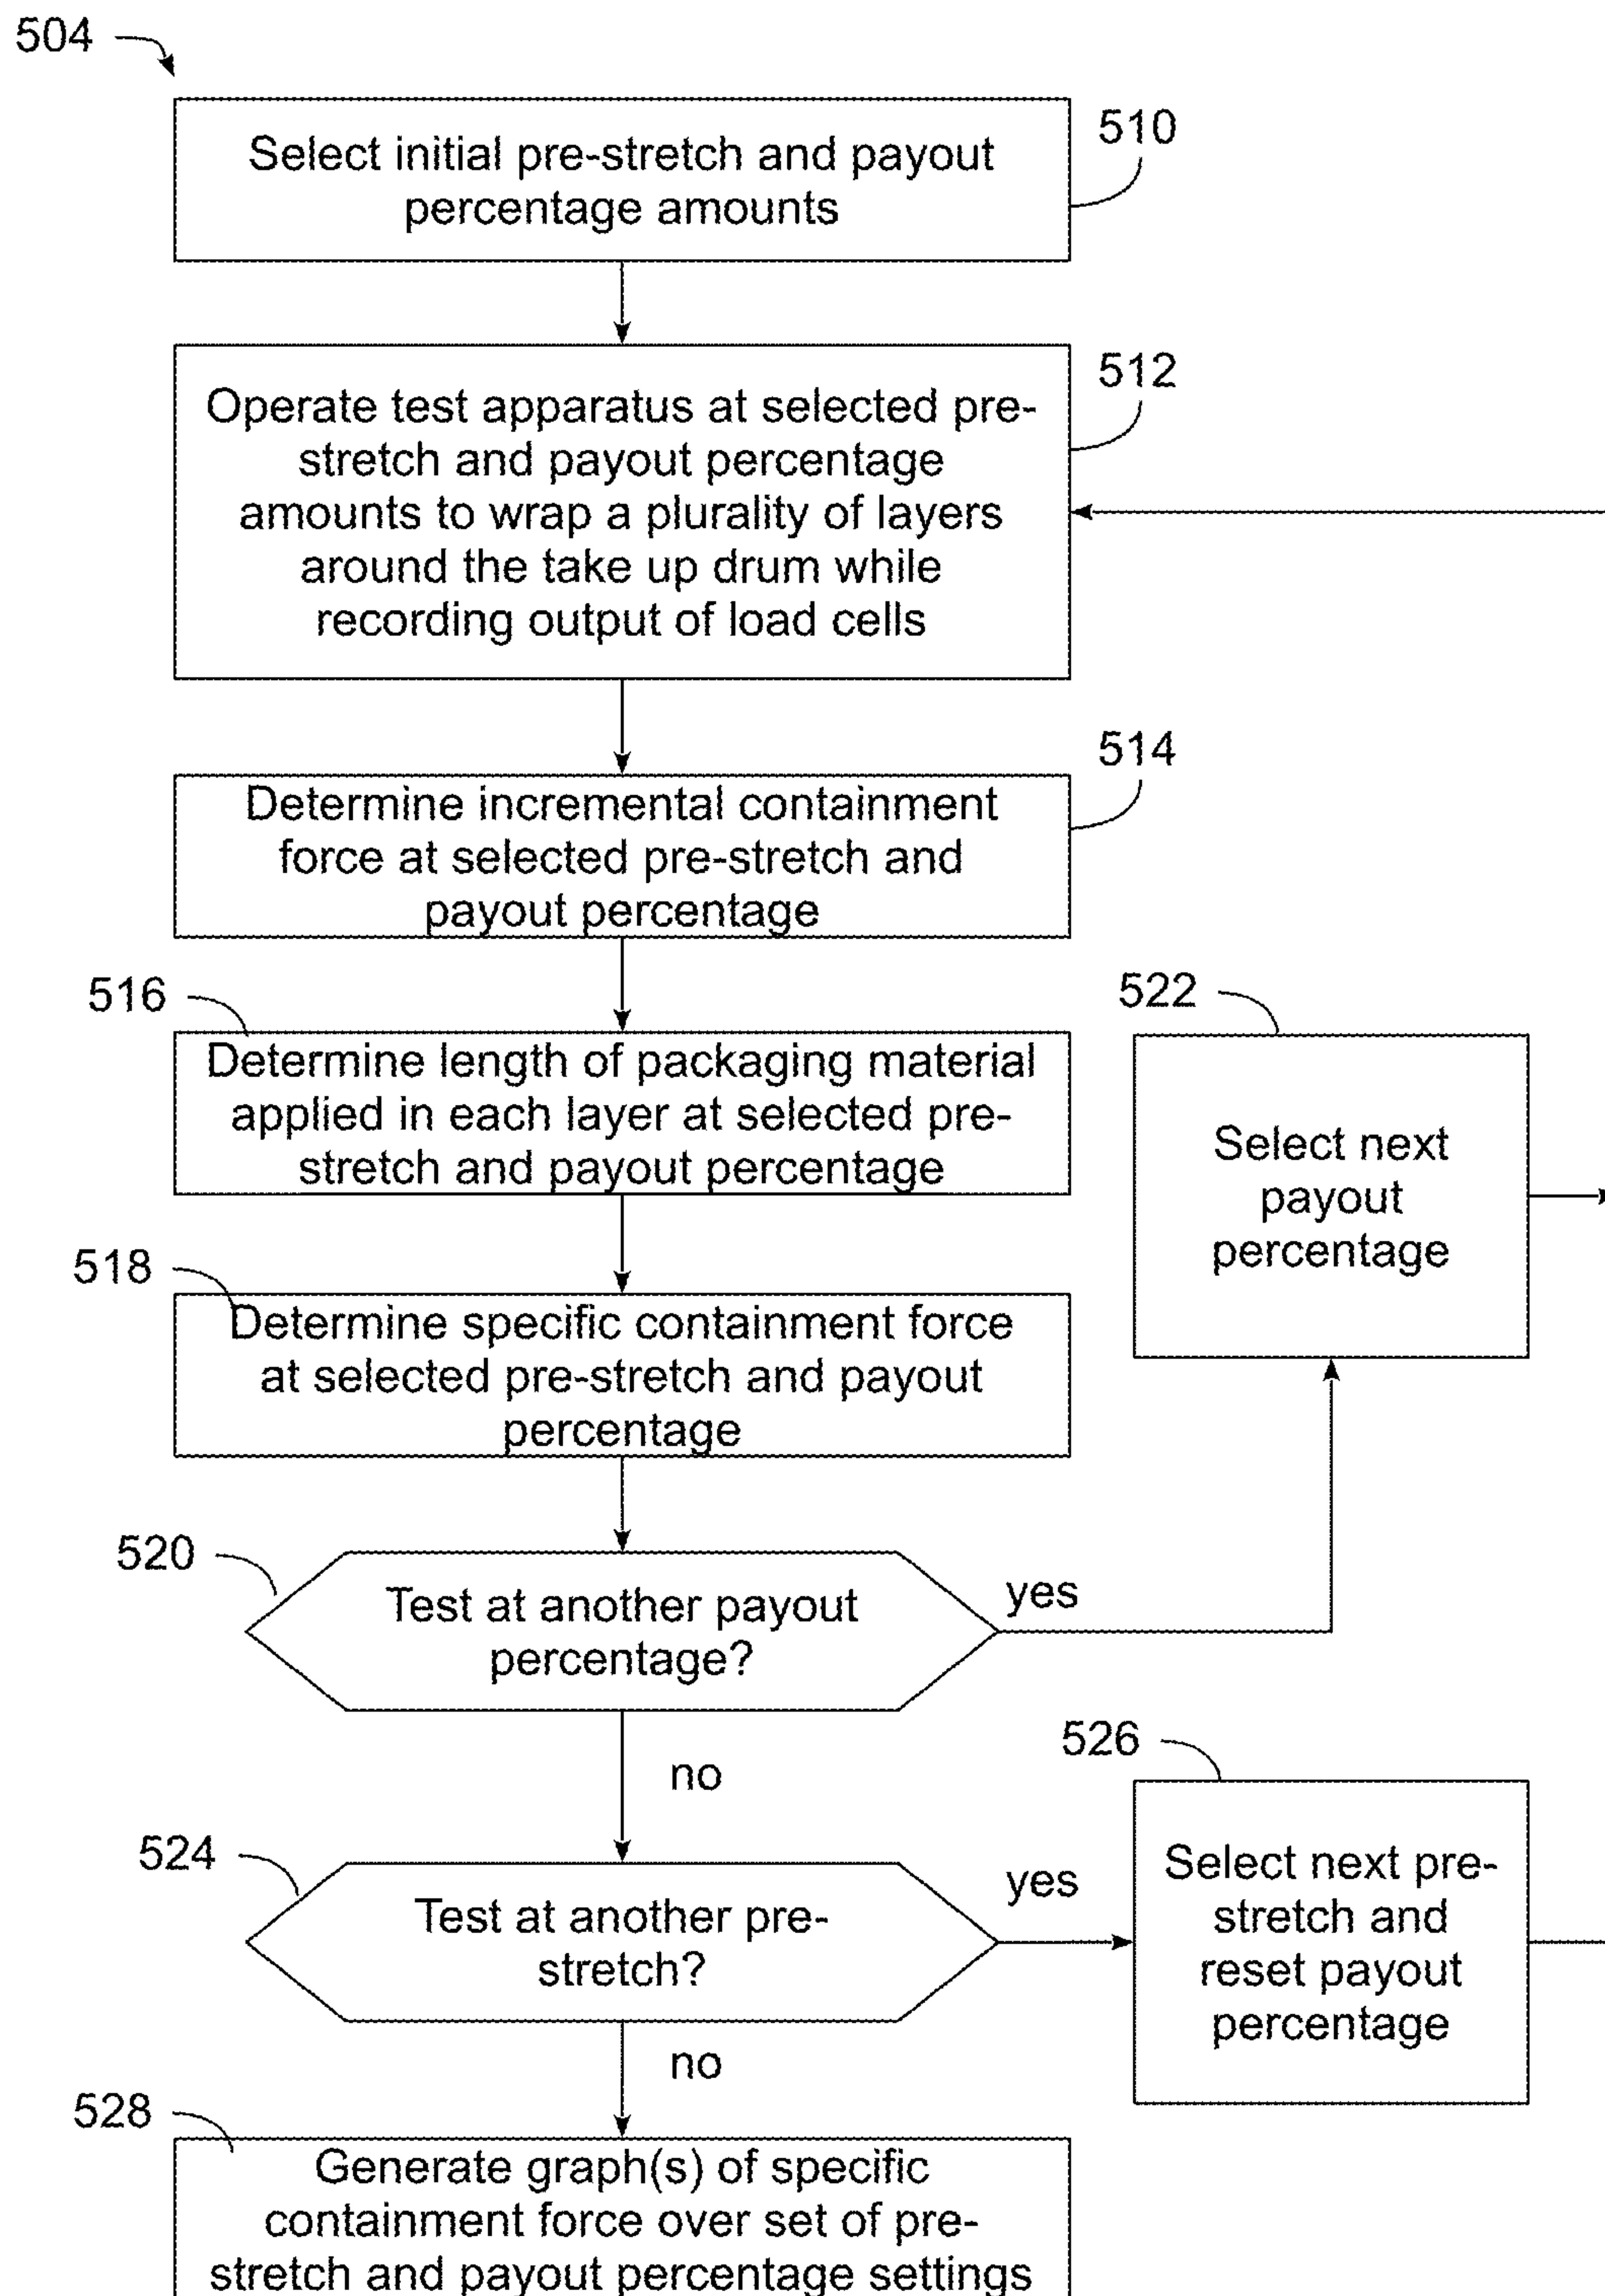 504
Select initial pre-stretch and payout
percentage amounts
510
Operate test apparatus at selected pre-
stretch and payout percentage
amounts to wrap a plurality of layers
around the take up drum while
recording output of load cells
512
Determine incremental containment
force at selected pre-stretch and
payout percentage
514
516
Determine length of packaging material
applied in each layer at selected pre-
stretch and payout percentage
518
Determine specific containment force
at selected pre-stretch and payout
percentage
520
Test at another payout
percentage?
yes
522
Select next
payout
percentage
no
524
Test at another pre-
stretch?
yes
526
Select next pre-
stretch and
reset payout
percentage
no
528
Generate graph(s) of specific
containment force over set of pre-
stretch and payout percentage settings